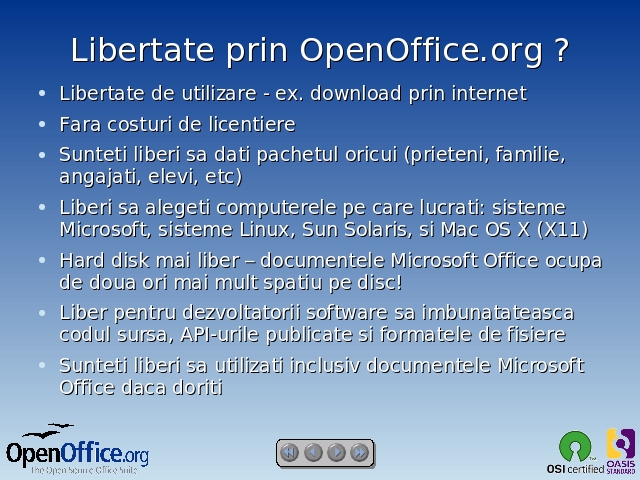 Libertate prin OpenOffice.org ?
• Libertate de utilizare - ex. download prin internet
• Fara costuri de licentiere
• Sunteti liberi sa dati pachetul oricui (prieteni, familie,
angajati, elevi, etc)
• Liberi sa alegeti computerele pe care lucrati: sisteme
Microsoft, sisteme Linux, Sun Solaris, si Mac OS X (X11)
• Hard disk mai liber – documentele Microsoft Office ocupa
de doua ori mai mult spatiu pe disc!
• Liber pentru dezvoltatorii software sa imbunatateasca
codul sursa, API-urile publicate si formatele de fisiere
• Sunteti liberi sa utilizati inclusiv documentele Microsoft
Office daca doriti
OpenOffice.org
The Open Source Office Suite
OSI certified
OASIS
STANDARD